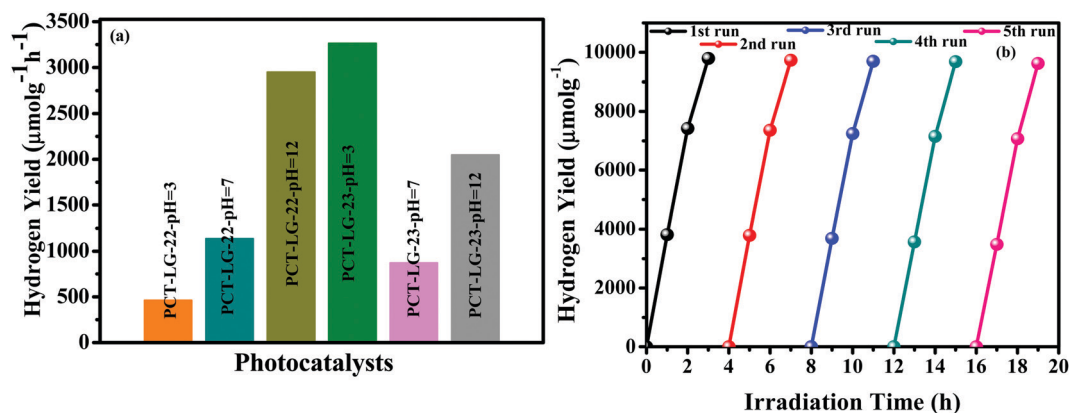 (a)
Hydrogen Yield (µmolg⁻¹h⁻¹)
3500
3000
2500
2000
1500
1000
500
0
PCT-LG-22-pH=3
PCT-LG-22-pH=7
PCT-LG-22-pH=12
PCT-LG-23-pH=3
PCT-LG-23-pH=7
PCT-LG-23-pH=12
Photocatalysts
(b)
1st run
2nd run
3rd run
4th run
5th run
Hydrogen Yield (µmolg⁻¹)
10000
8000
6000
4000
2000
0
0 2 4 6 8 10 12 14 16 18 20
Irradiation Time (h)